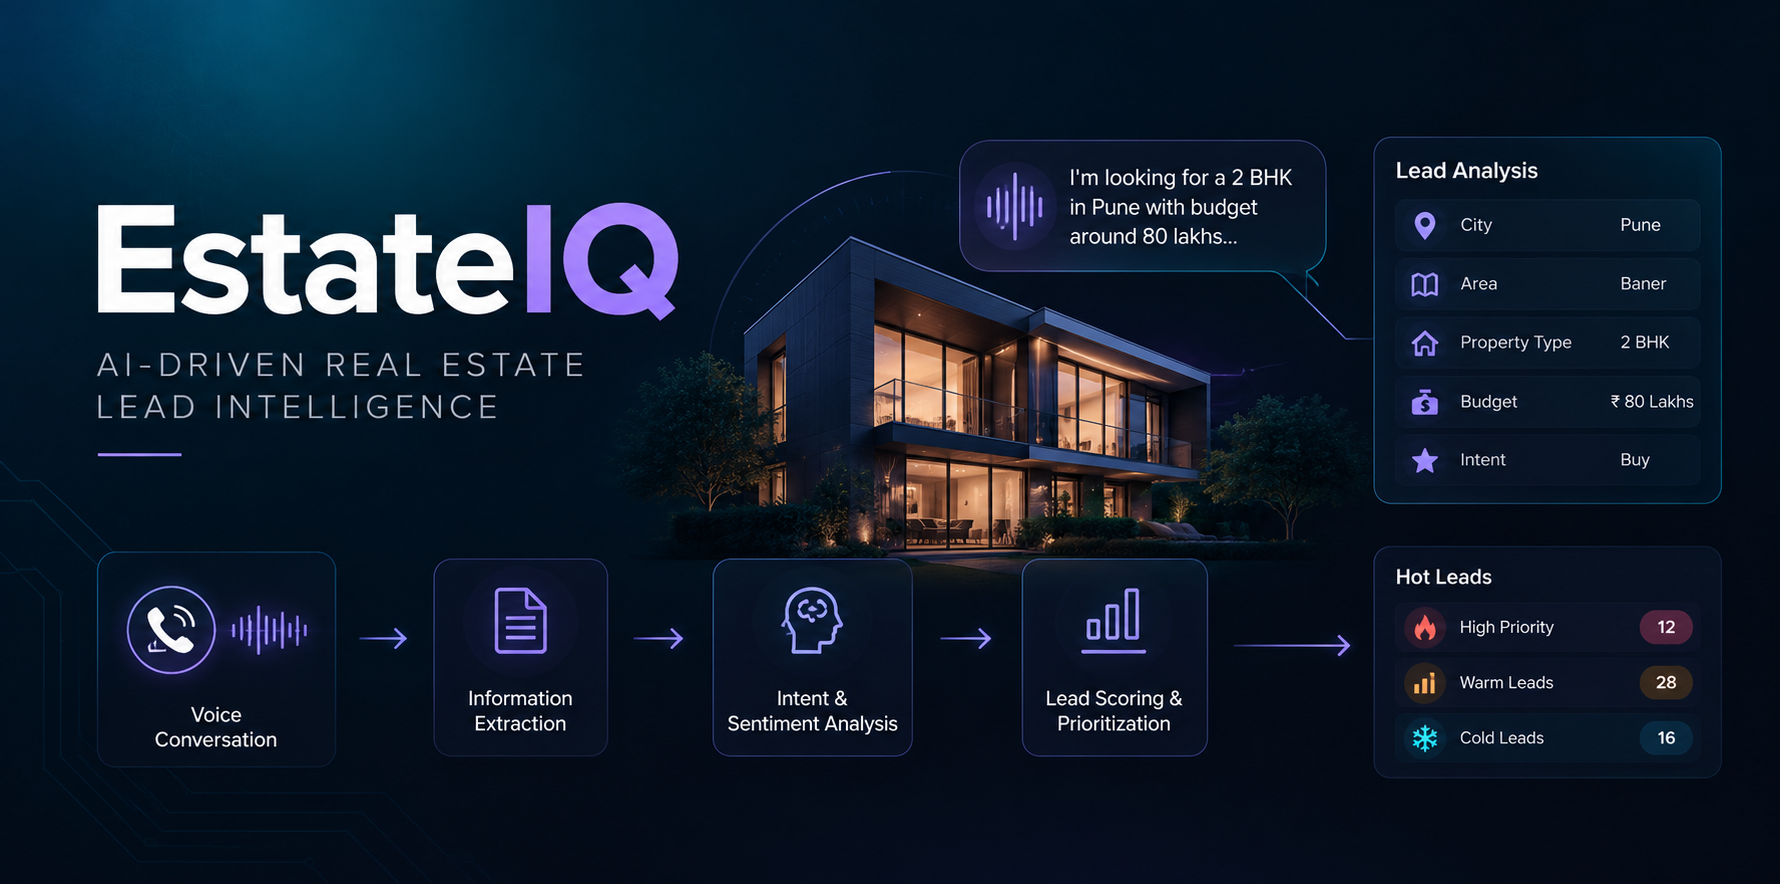 EstateIQ
AI-DRIVEN REAL ESTATE
LEAD INTELLIGENCE
I'm looking for a 2 BHK
in Pune with budget
around 80 lakhs...
Lead Analysis
City Pune
Area Baner
Property Type 2 BHK
Budget ₹ 80 Lakhs
Intent Buy
Voice
Conversation
Information
Extraction
Intent &
Sentiment Analysis
Lead Scoring &
Prioritization
Hot Leads
High Priority 12
Warm Leads 28
Cold Leads 16